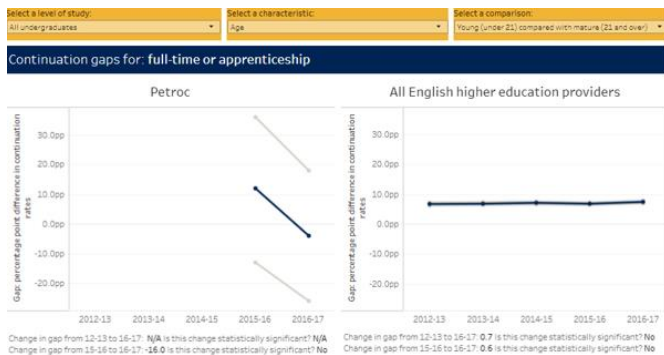 Select a level of study:
Select a characteristic:
Select a comparison:
All undergraduates
Age
Young (under 21) compared with mature (21 and over)
Continuation gaps for: full-time or apprenticeship
Petroc
All English higher education providers
Gap: percentage point difference in continuation
rates
30.0pp
20.0pp
10.0pp
0.0pp
-10.0pp
-20.0pp
2012-13 2013-14 2014-15 2015-16 2016-17
Change in gap from 12-13 to 16-17: N/A Is this change statistically significant? N/A
Change in gap from 15-16 to 16-17: -16.0 Is this change statistically significant? No
Gap: percentage point difference in continuation
rates
30.0pp
20.0pp
10.0pp
0.0pp
-10.0pp
-20.0pp
2012-13 2013-14 2014-15 2015-16 2016-17
Change in gap from 12-13 to 16-17: 0.7 Is this change statistically significant? No
Change in gap from 15-16 to 16-17: 0.6 Is this change statistically significant? No